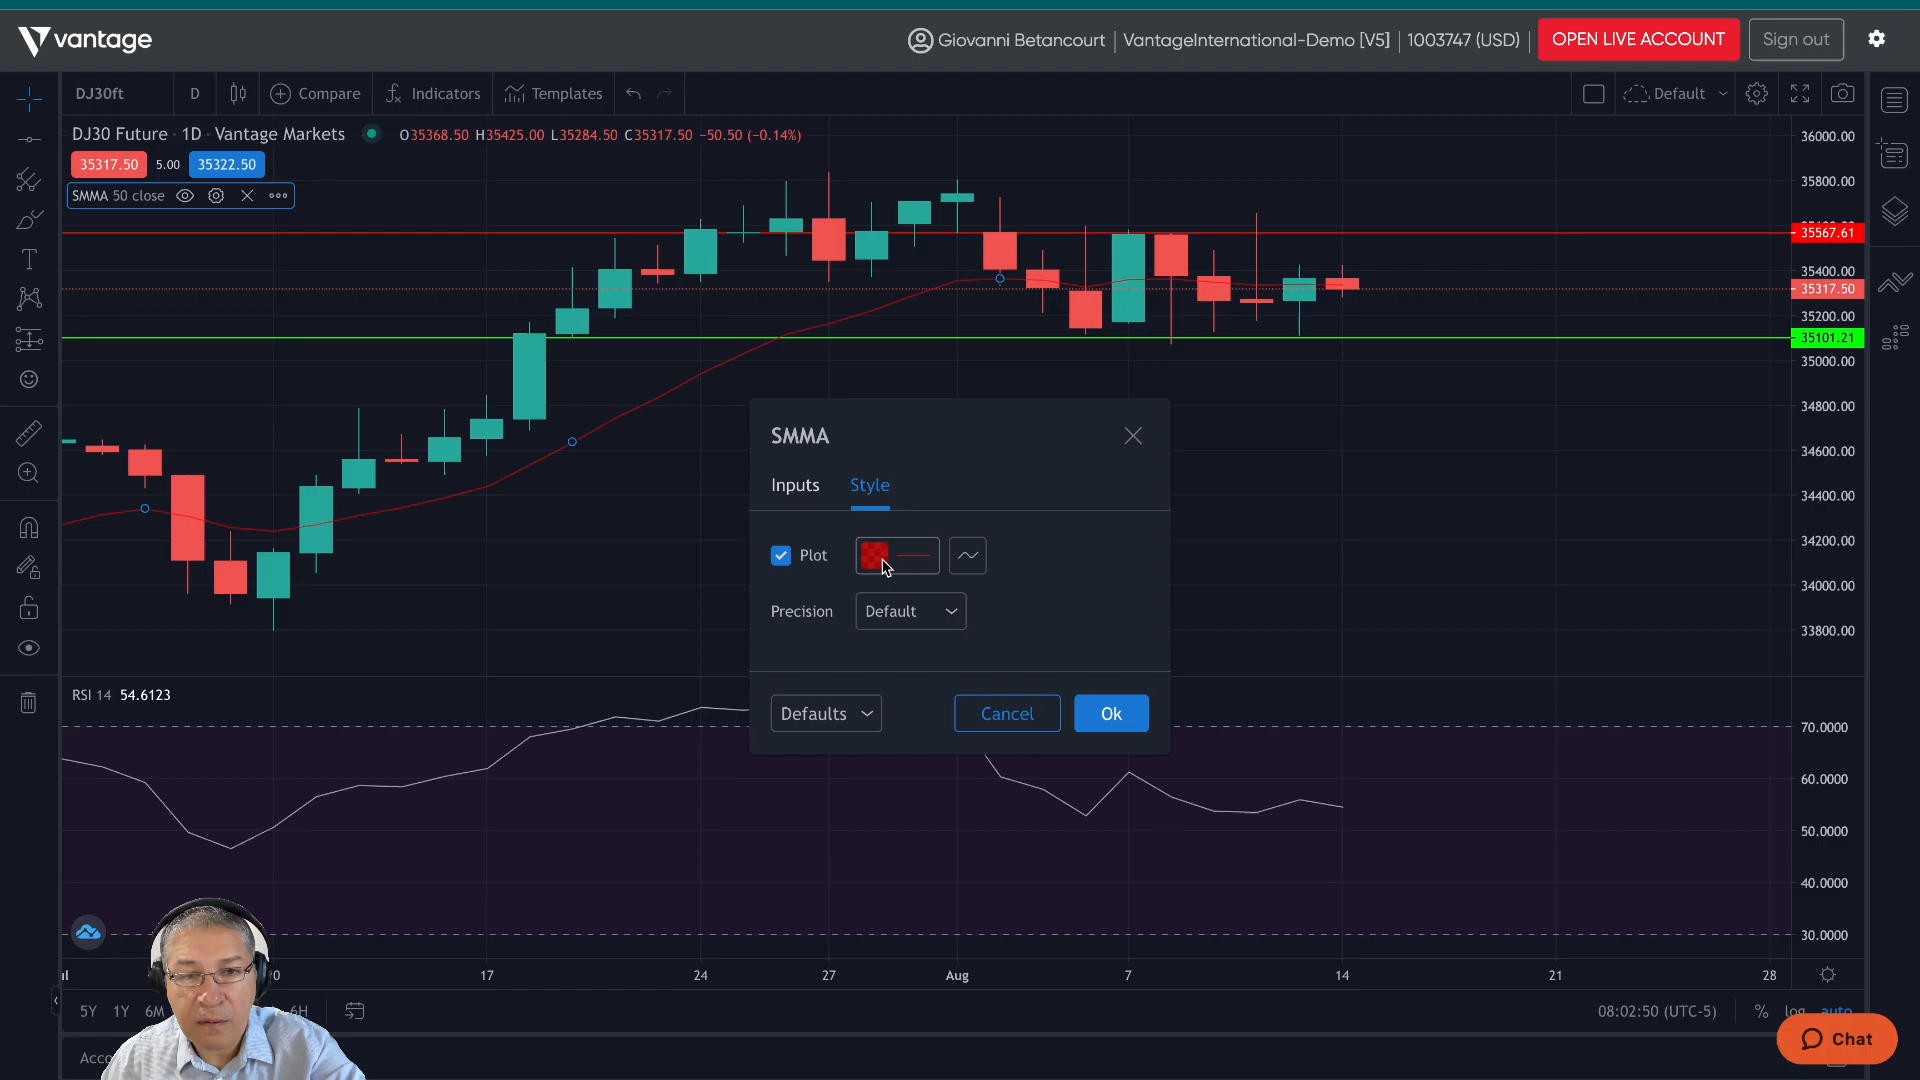 vantage
Giovanni Betancourt
VantageInternational-Demo [V5]
1003747 (USD)
OPEN LIVE ACCOUNT
Sign out
DJ30ft
D
Compare
Indicators
Templates
Default
DJ30 Future · 1D · Vantage Markets
O35368.50 H35425.00 L35284.50 C35317.50 −50.50 (−0.14%)
35317.50
5.00
35322.50
SMMA 50 close
36000.00
35800.00
35567.61
35400.00
35317.50
35200.00
35101.21
35000.00
34800.00
34600.00
34400.00
34200.00
34000.00
33800.00
SMMA
Inputs
Style
Plot
Precision
Default
Defaults
Cancel
Ok
RSI 14 54.6123
70.0000
60.0000
50.0000
40.0000
30.0000
17
24
27
Aug
7
14
21
28
5Y
1Y
6M
08:02:50 (UTC-5)
%
log
auto
Chat